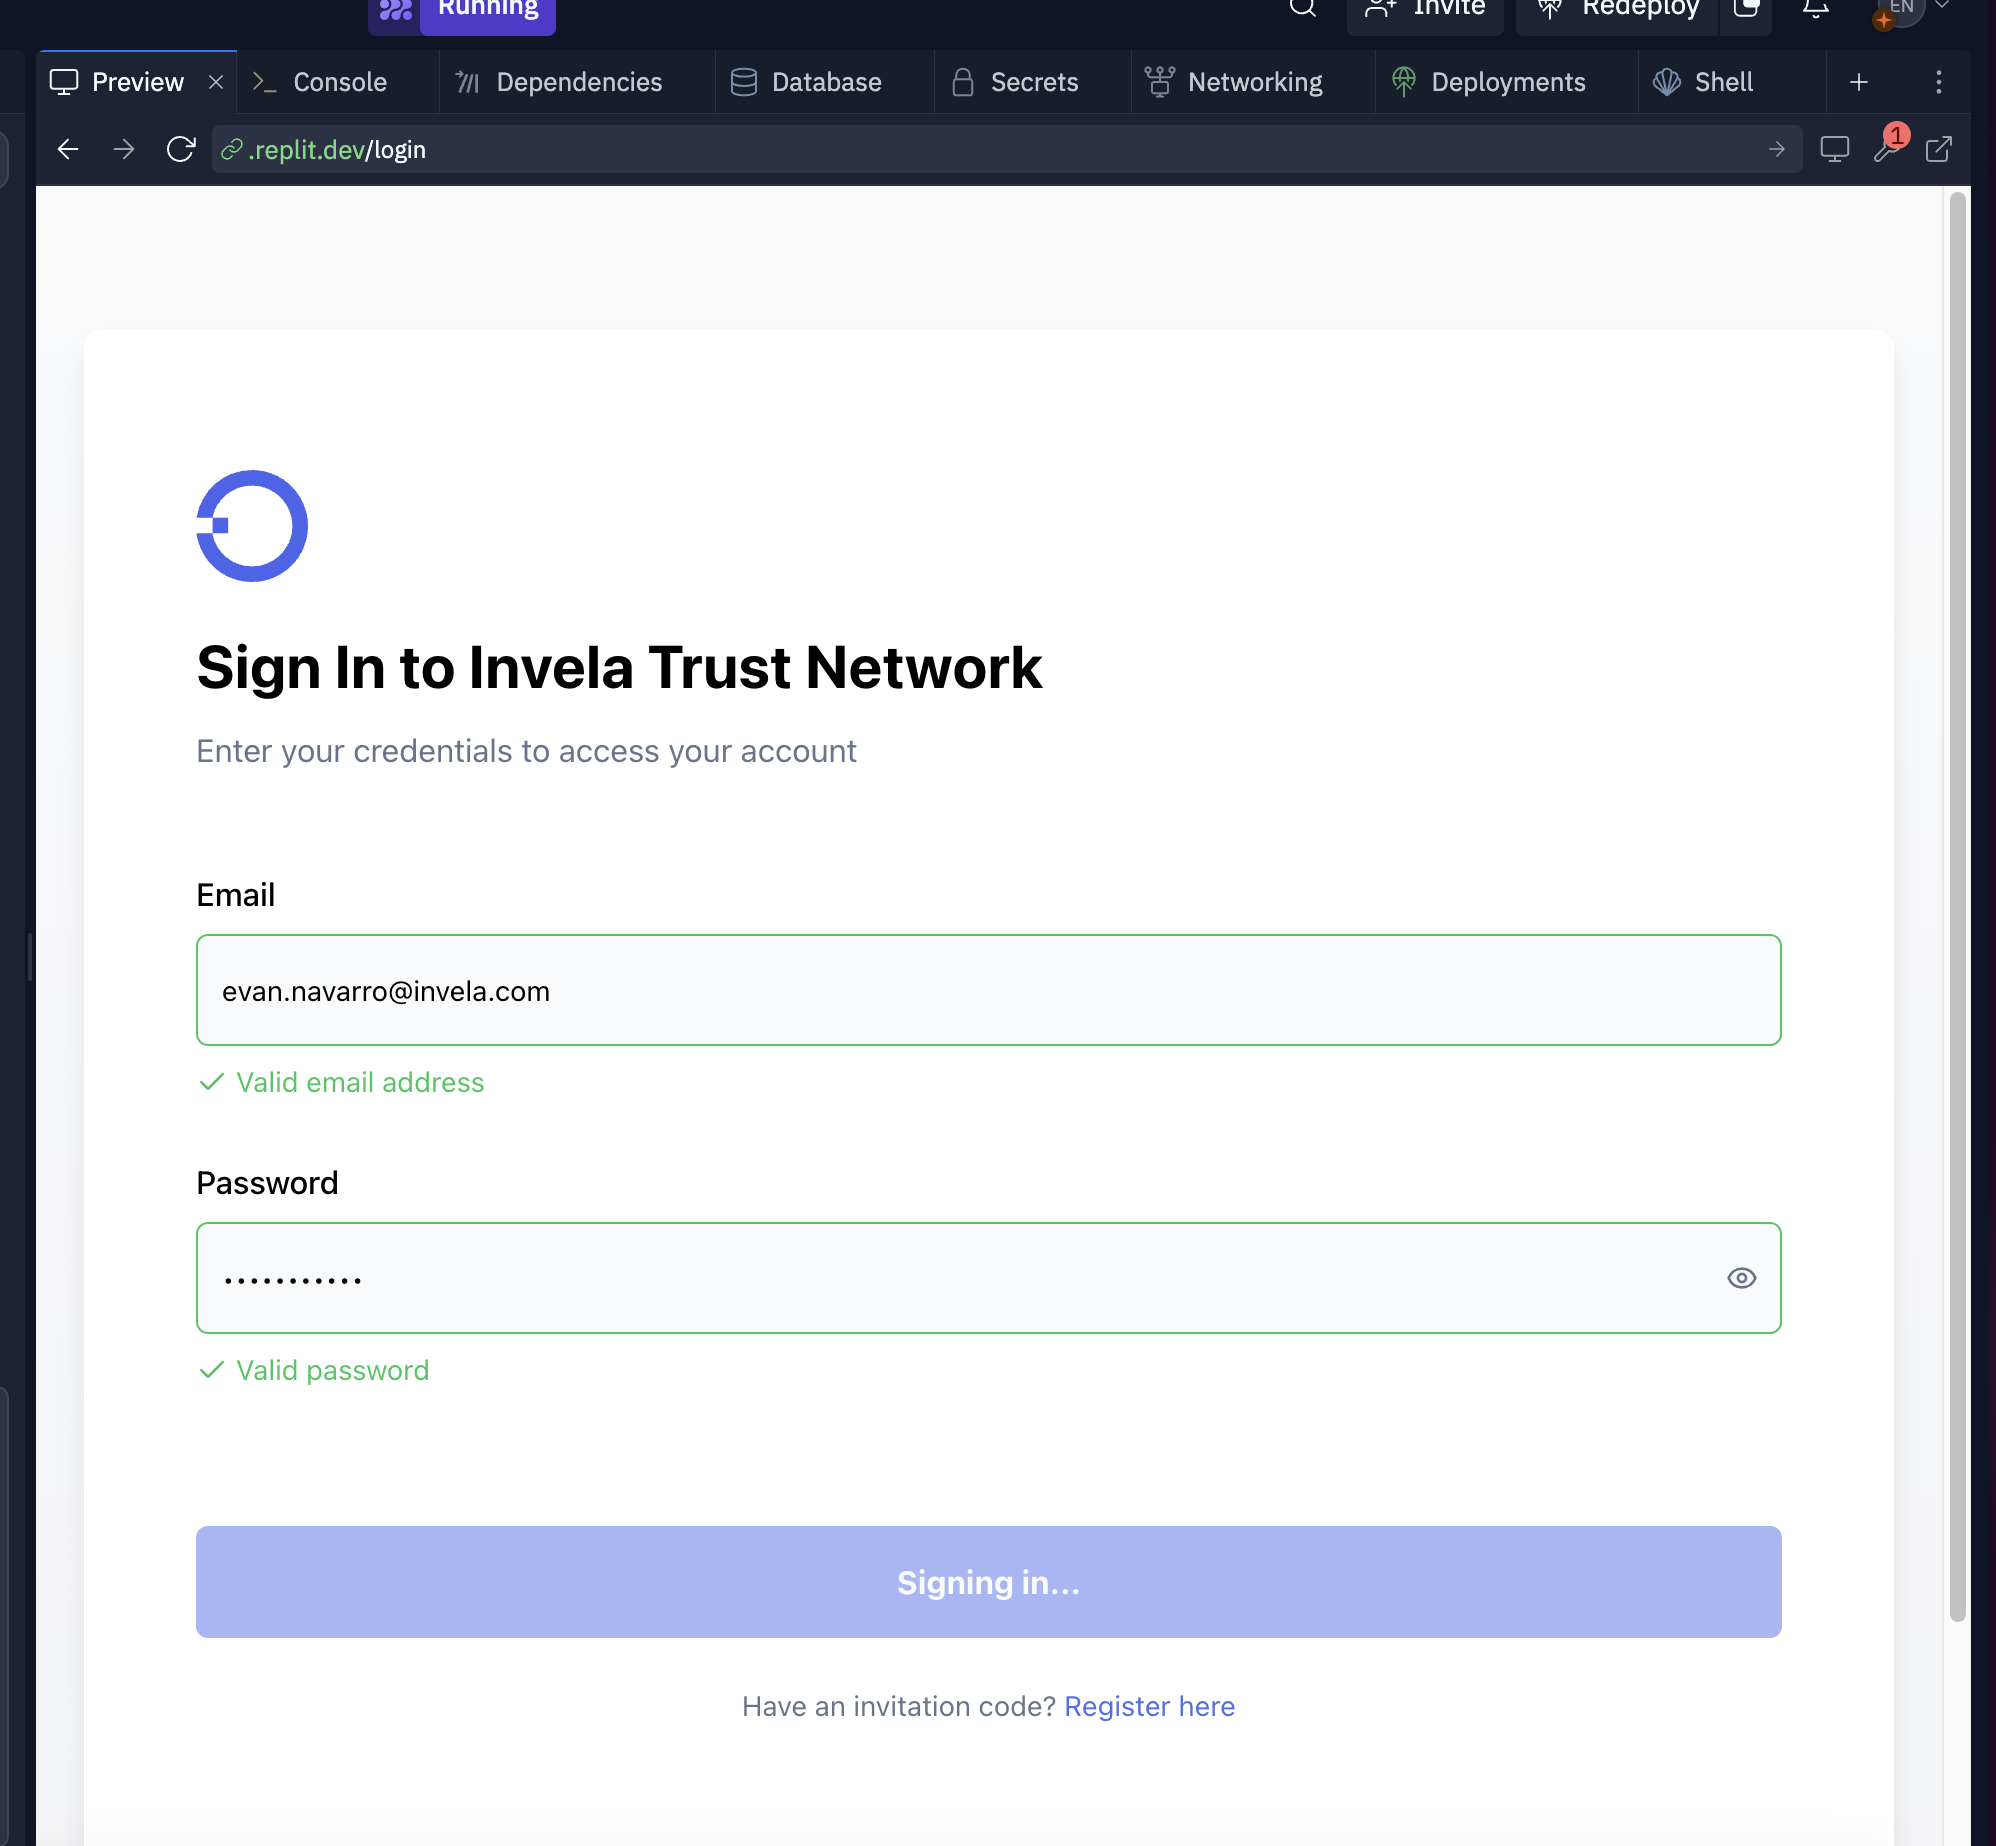 Running
Invite
Redeploy
EN
Preview
Console
Dependencies
Database
Secrets
Networking
Deployments
Shell
.replit.dev/login
1
Sign In to Invela Trust Network
Enter your credentials to access your account
Email
evan.navarro@invela.com
Valid email address
Password
•••••••••••
Valid password
Signing in...
Have an invitation code? Register here